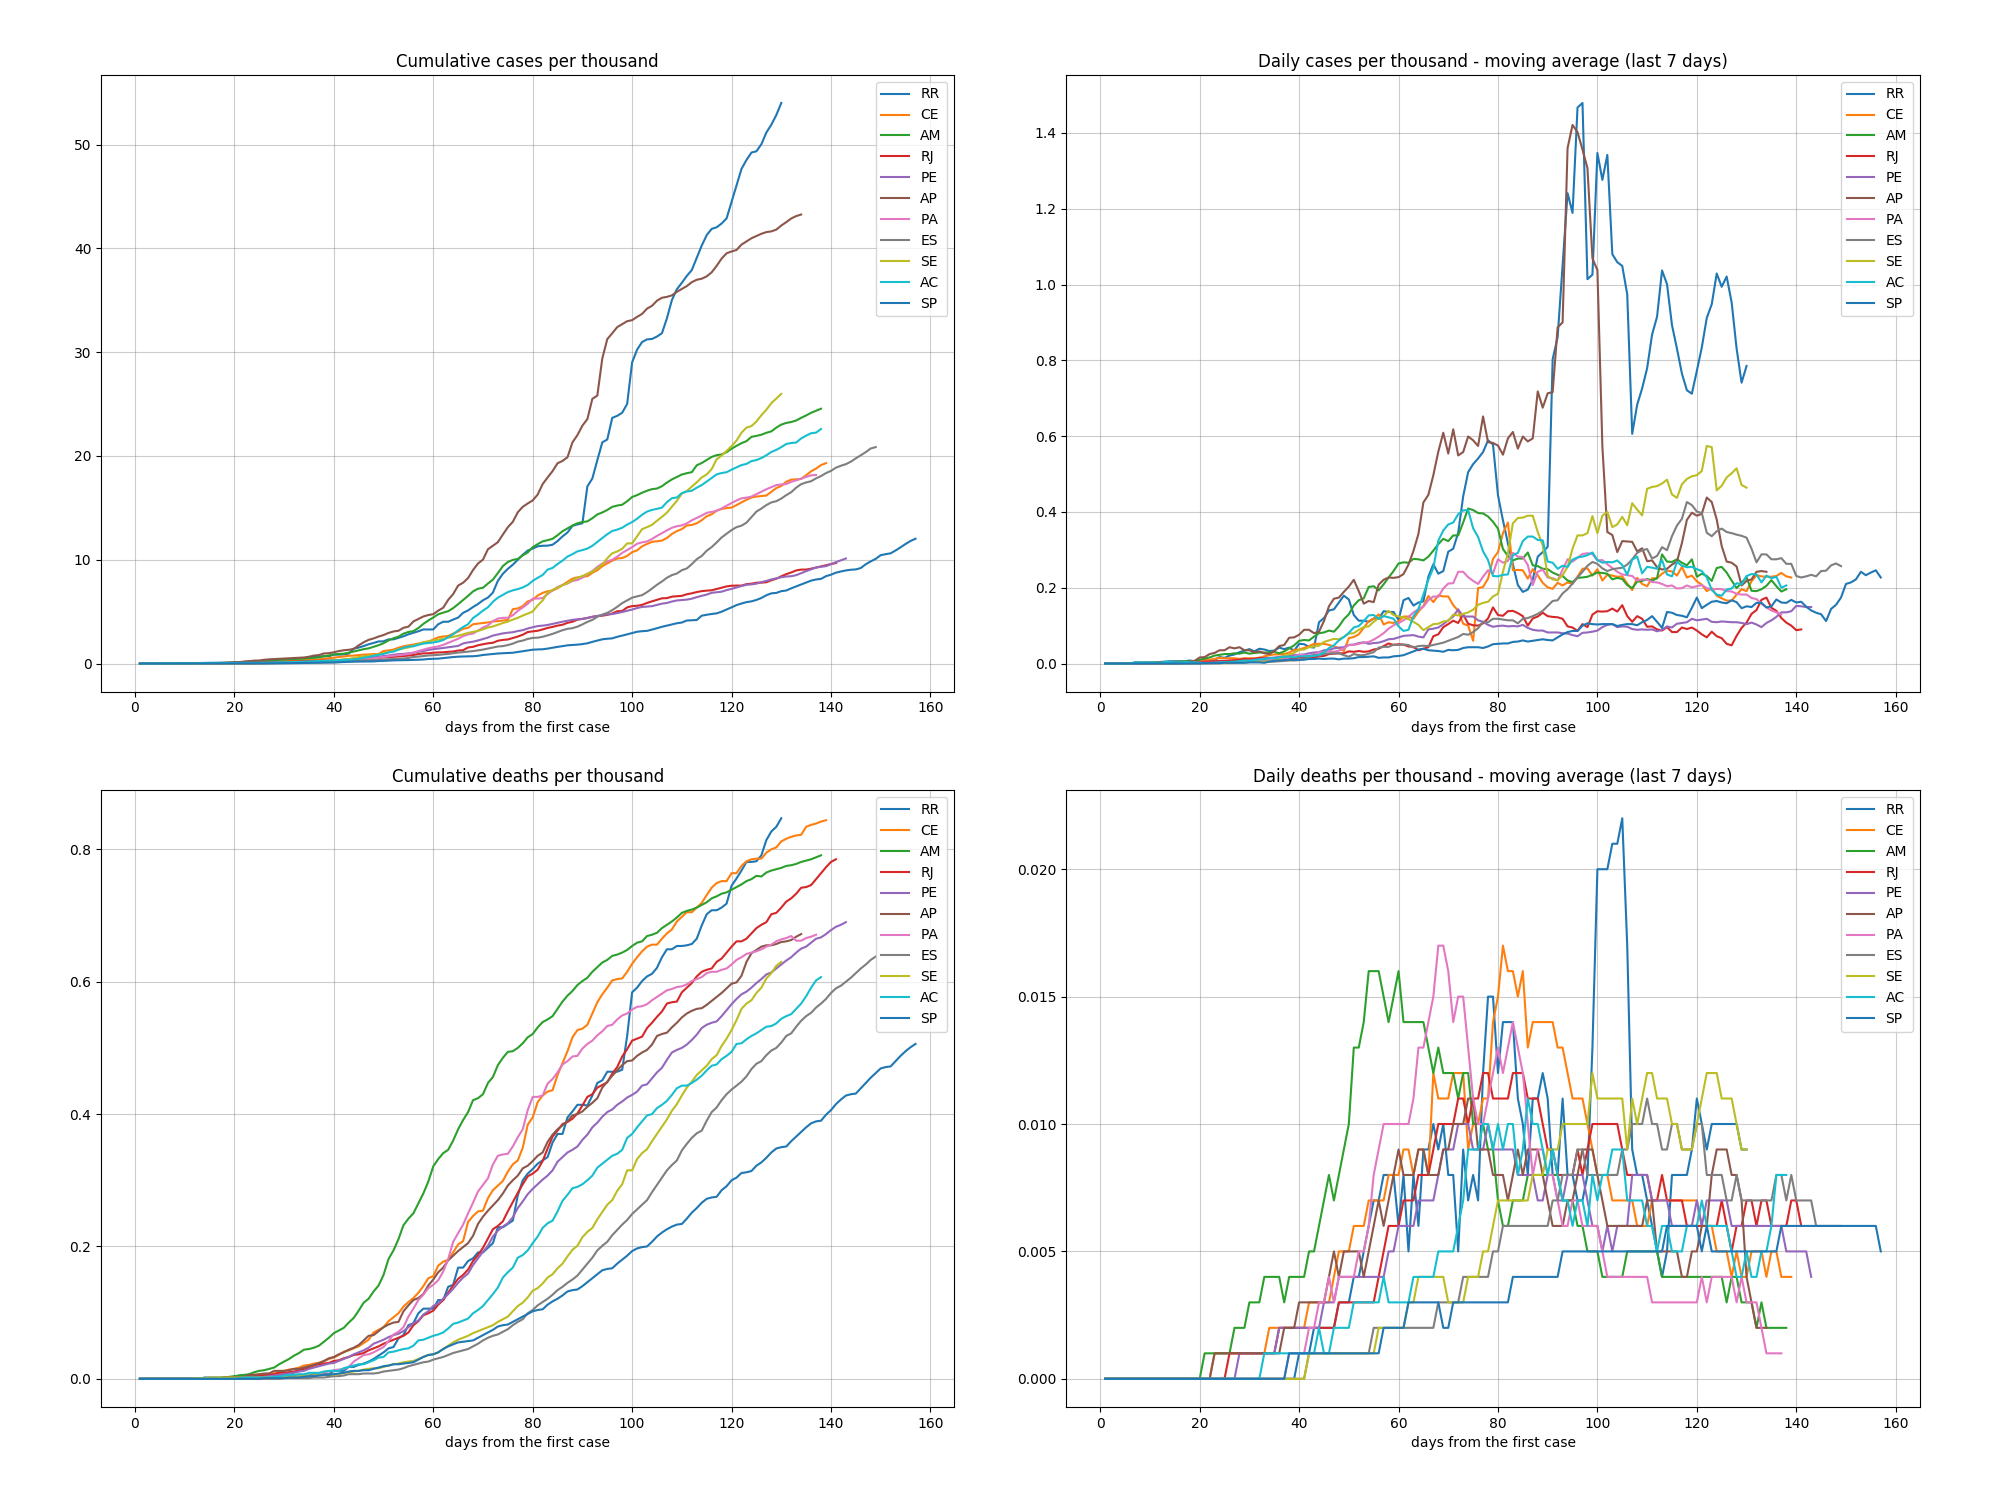 Cumulative cases per thousand
50
40
30
20
10
0
0 20 40 60 80 100 120 140 160
days from the first case
RR
CE
AM
RJ
PE
AP
PA
ES
SE
AC
SP
Daily cases per thousand - moving average (last 7 days)
1.4
1.2
1.0
0.8
0.6
0.4
0.2
0.0
0 20 40 60 80 100 120 140 160
days from the first case
RR
CE
AM
RJ
PE
AP
PA
ES
SE
AC
SP
Cumulative deaths per thousand
0.8
0.6
0.4
0.2
0.0
0 20 40 60 80 100 120 140 160
days from the first case
RR
CE
AM
RJ
PE
AP
PA
ES
SE
AC
SP
Daily deaths per thousand - moving average (last 7 days)
0.020
0.015
0.010
0.005
0.000
0 20 40 60 80 100 120 140 160
days from the first case
RR
CE
AM
RJ
PE
AP
PA
ES
SE
AC
SP